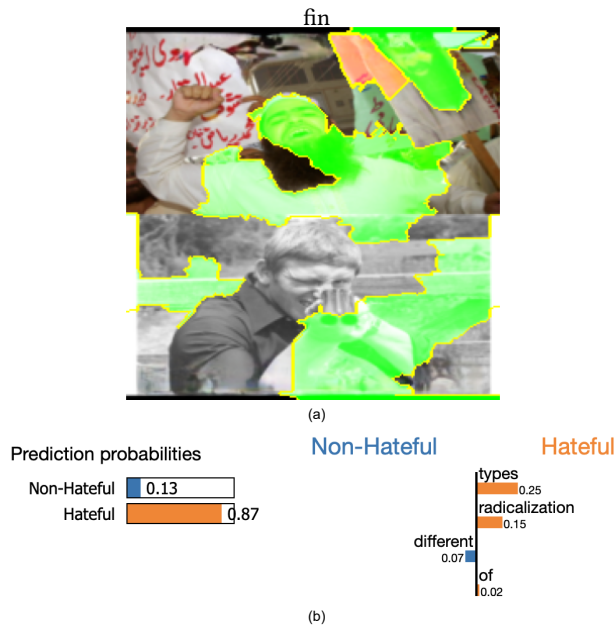 fin
(a)
Prediction probabilities
Non-Hateful 0.13
Hateful 0.87
Non-Hateful Hateful
types
0.25
radicalization
0.15
different
0.07
of
0.02
(b)